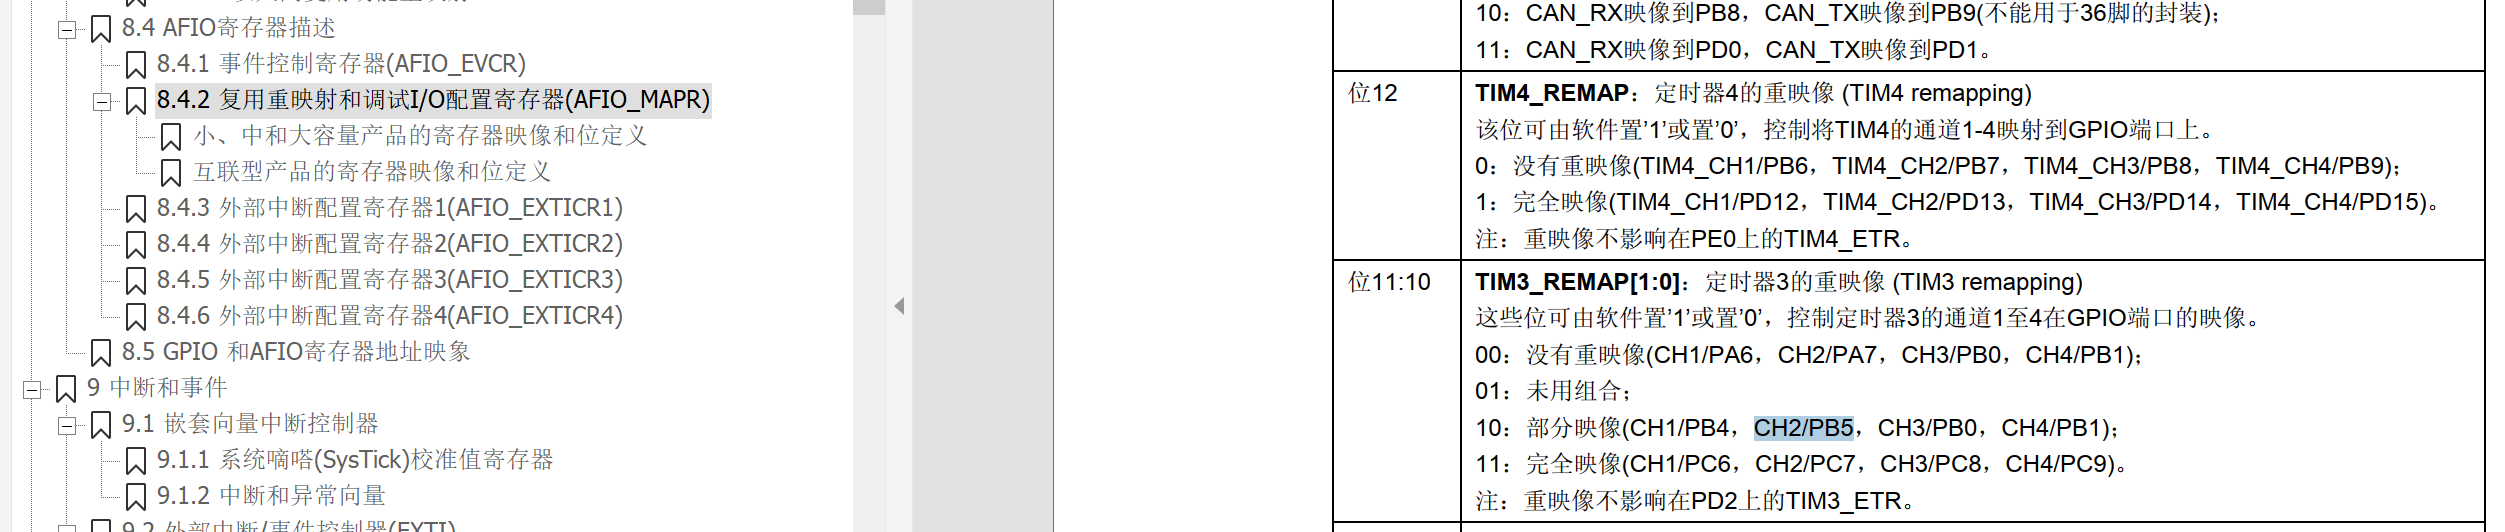 8.4 AFIO寄存器描述
8.4.1 事件控制寄存器(AFIO_EVCR)
8.4.2 复用重映射和调试I/O配置寄存器(AFIO_MAPR)
小、中和大容量产品的寄存器映像和位定义
互联型产品的寄存器映像和位定义
8.4.3 外部中断配置寄存器1(AFIO_EXTICR1)
8.4.4 外部中断配置寄存器2(AFIO_EXTICR2)
8.4.5 外部中断配置寄存器3(AFIO_EXTICR3)
8.4.6 外部中断配置寄存器4(AFIO_EXTICR4)
8.5 GPIO 和AFIO寄存器地址映象
9 中断和事件
9.1 嵌套向量中断控制器
9.1.1 系统嘀嗒(SysTick)校准值寄存器
9.1.2 中断和异常向量
9.2 外部中断/事件控制器(EXTI)
10：CAN_RX映像到PB8，CAN_TX映像到PB9(不能用于36脚的封装)；
11：CAN_RX映像到PD0，CAN_TX映像到PD1。
位12
TIM4_REMAP：定时器4的重映像 (TIM4 remapping)
该位可由软件置’1’或置’0’，控制将TIM4的通道1-4映射到GPIO端口上。
0：没有重映像(TIM4_CH1/PB6，TIM4_CH2/PB7，TIM4_CH3/PB8，TIM4_CH4/PB9)；
1：完全映像(TIM4_CH1/PD12，TIM4_CH2/PD13，TIM4_CH3/PD14，TIM4_CH4/PD15)。
注：重映像不影响在PE0上的TIM4_ETR。
位11:10
TIM3_REMAP[1:0]：定时器3的重映像 (TIM3 remapping)
这些位可由软件置’1’或置’0’，控制定时器3的通道1至4在GPIO端口的映像。
00：没有重映像(CH1/PA6，CH2/PA7，CH3/PB0，CH4/PB1)；
01：未用组合；
10：部分映像(CH1/PB4，CH2/PB5，CH3/PB0，CH4/PB1)；
11：完全映像(CH1/PC6，CH2/PC7，CH3/PC8，CH4/PC9)。
注：重映像不影响在PD2上的TIM3_ETR。